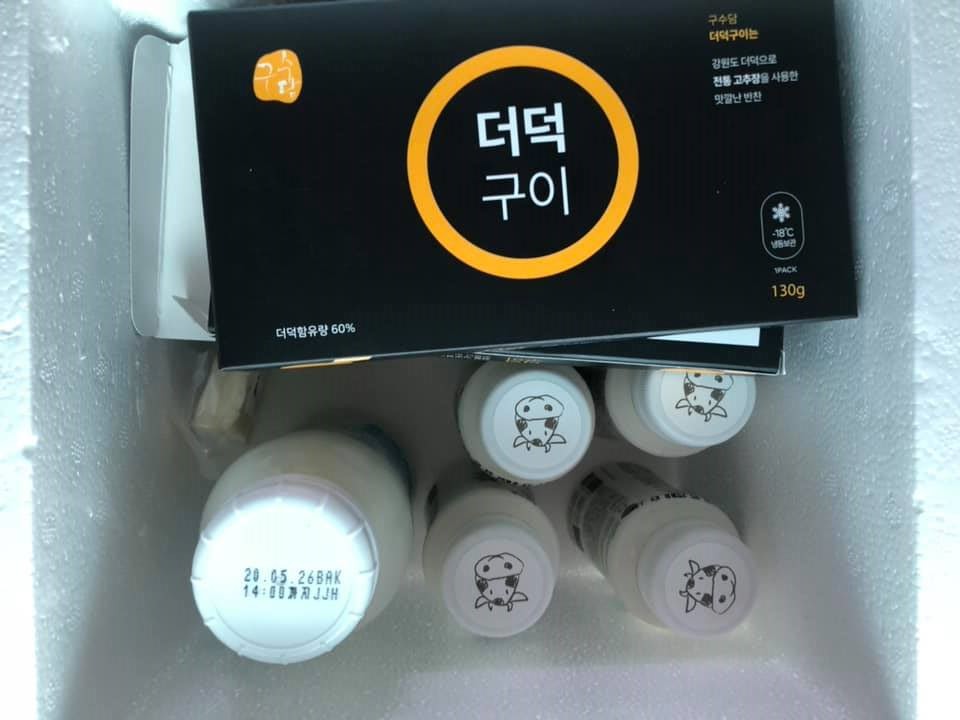 구수담
구수담
더덕구이는
강원도 더덕으로
전통 고추장을 사용한
맛깔난 반찬
더덕
구이
-18℃
냉동보관
1PACK
130g
더덕함유량 60%
20.05.26BAK
14:00까지JJH